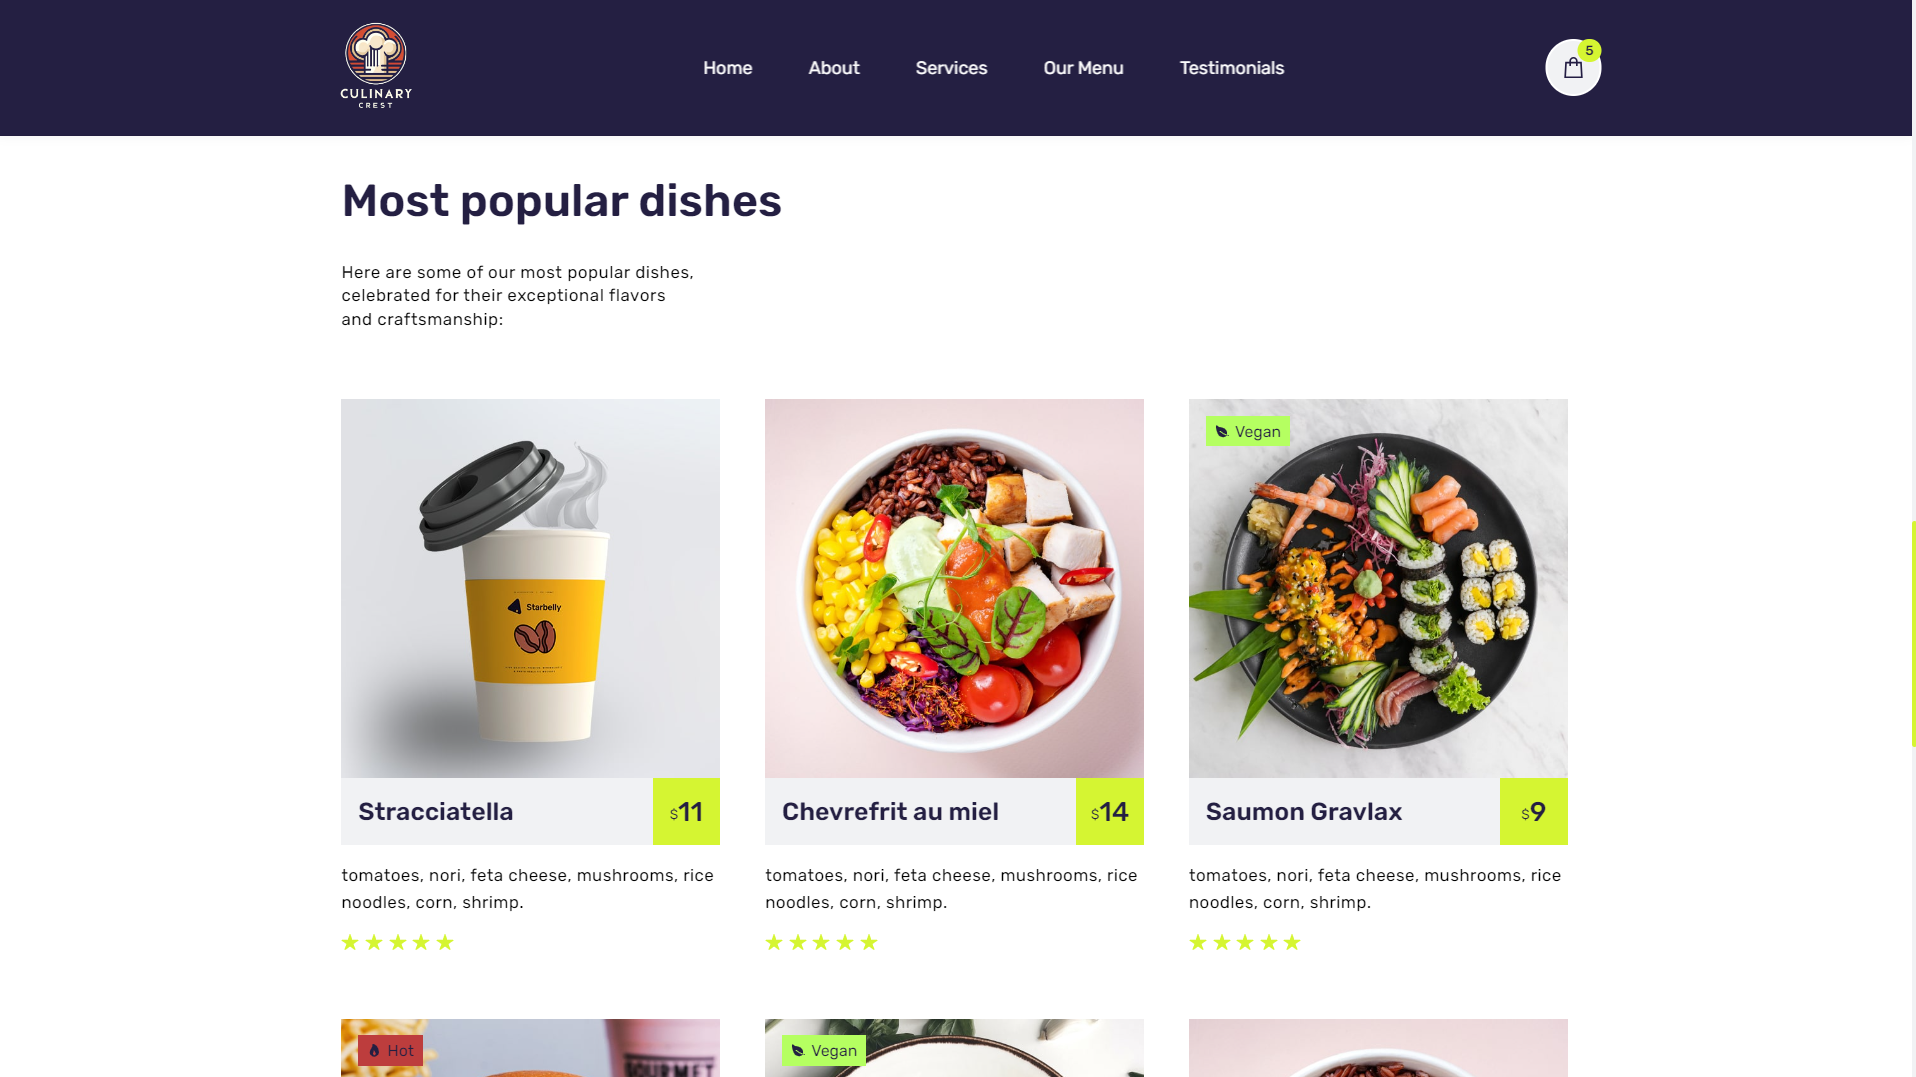 CULINARY
CREST
Home
About
Services
Our Menu
Testimonials
5
Most popular dishes
Here are some of our most popular dishes,
celebrated for their exceptional flavors
and craftsmanship:
Starbelly
Vegan
Stracciatella
$11
Chevrefrit au miel
$14
Saumon Gravlax
$9
tomatoes, nori, feta cheese, mushrooms, rice
noodles, corn, shrimp.
tomatoes, nori, feta cheese, mushrooms, rice
noodles, corn, shrimp.
tomatoes, nori, feta cheese, mushrooms, rice
noodles, corn, shrimp.
Hot
GOURMET
Vegan